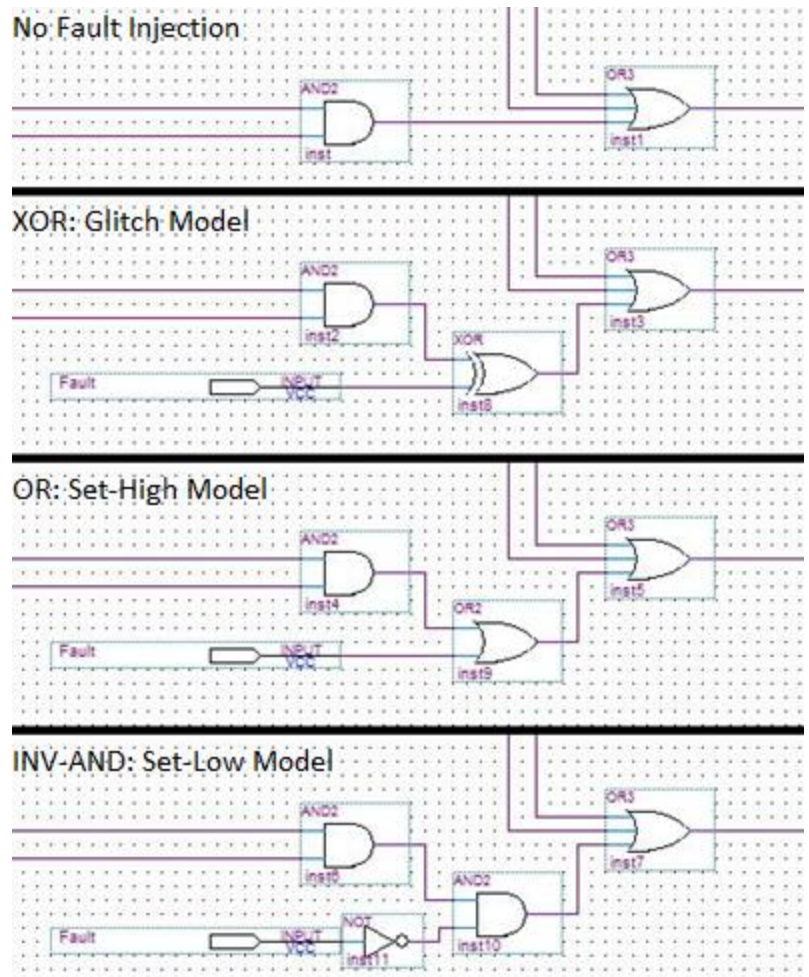 No Fault Injection
OR3
AND2
inst1
inst
XOR: Glitch Model
OR3
AND2
inst3
inst2
XOR
Fault
INPUT
VCC
inst8
OR: Set-High Model
OR3
AND2
inst5
inst4
OR2
Fault
INPUT
VCC
inst9
INV-AND: Set-Low Model
OR3
AND2
inst7
inst6
AND2
NOT
Fault
INPUT
VCC
inst10
inst11